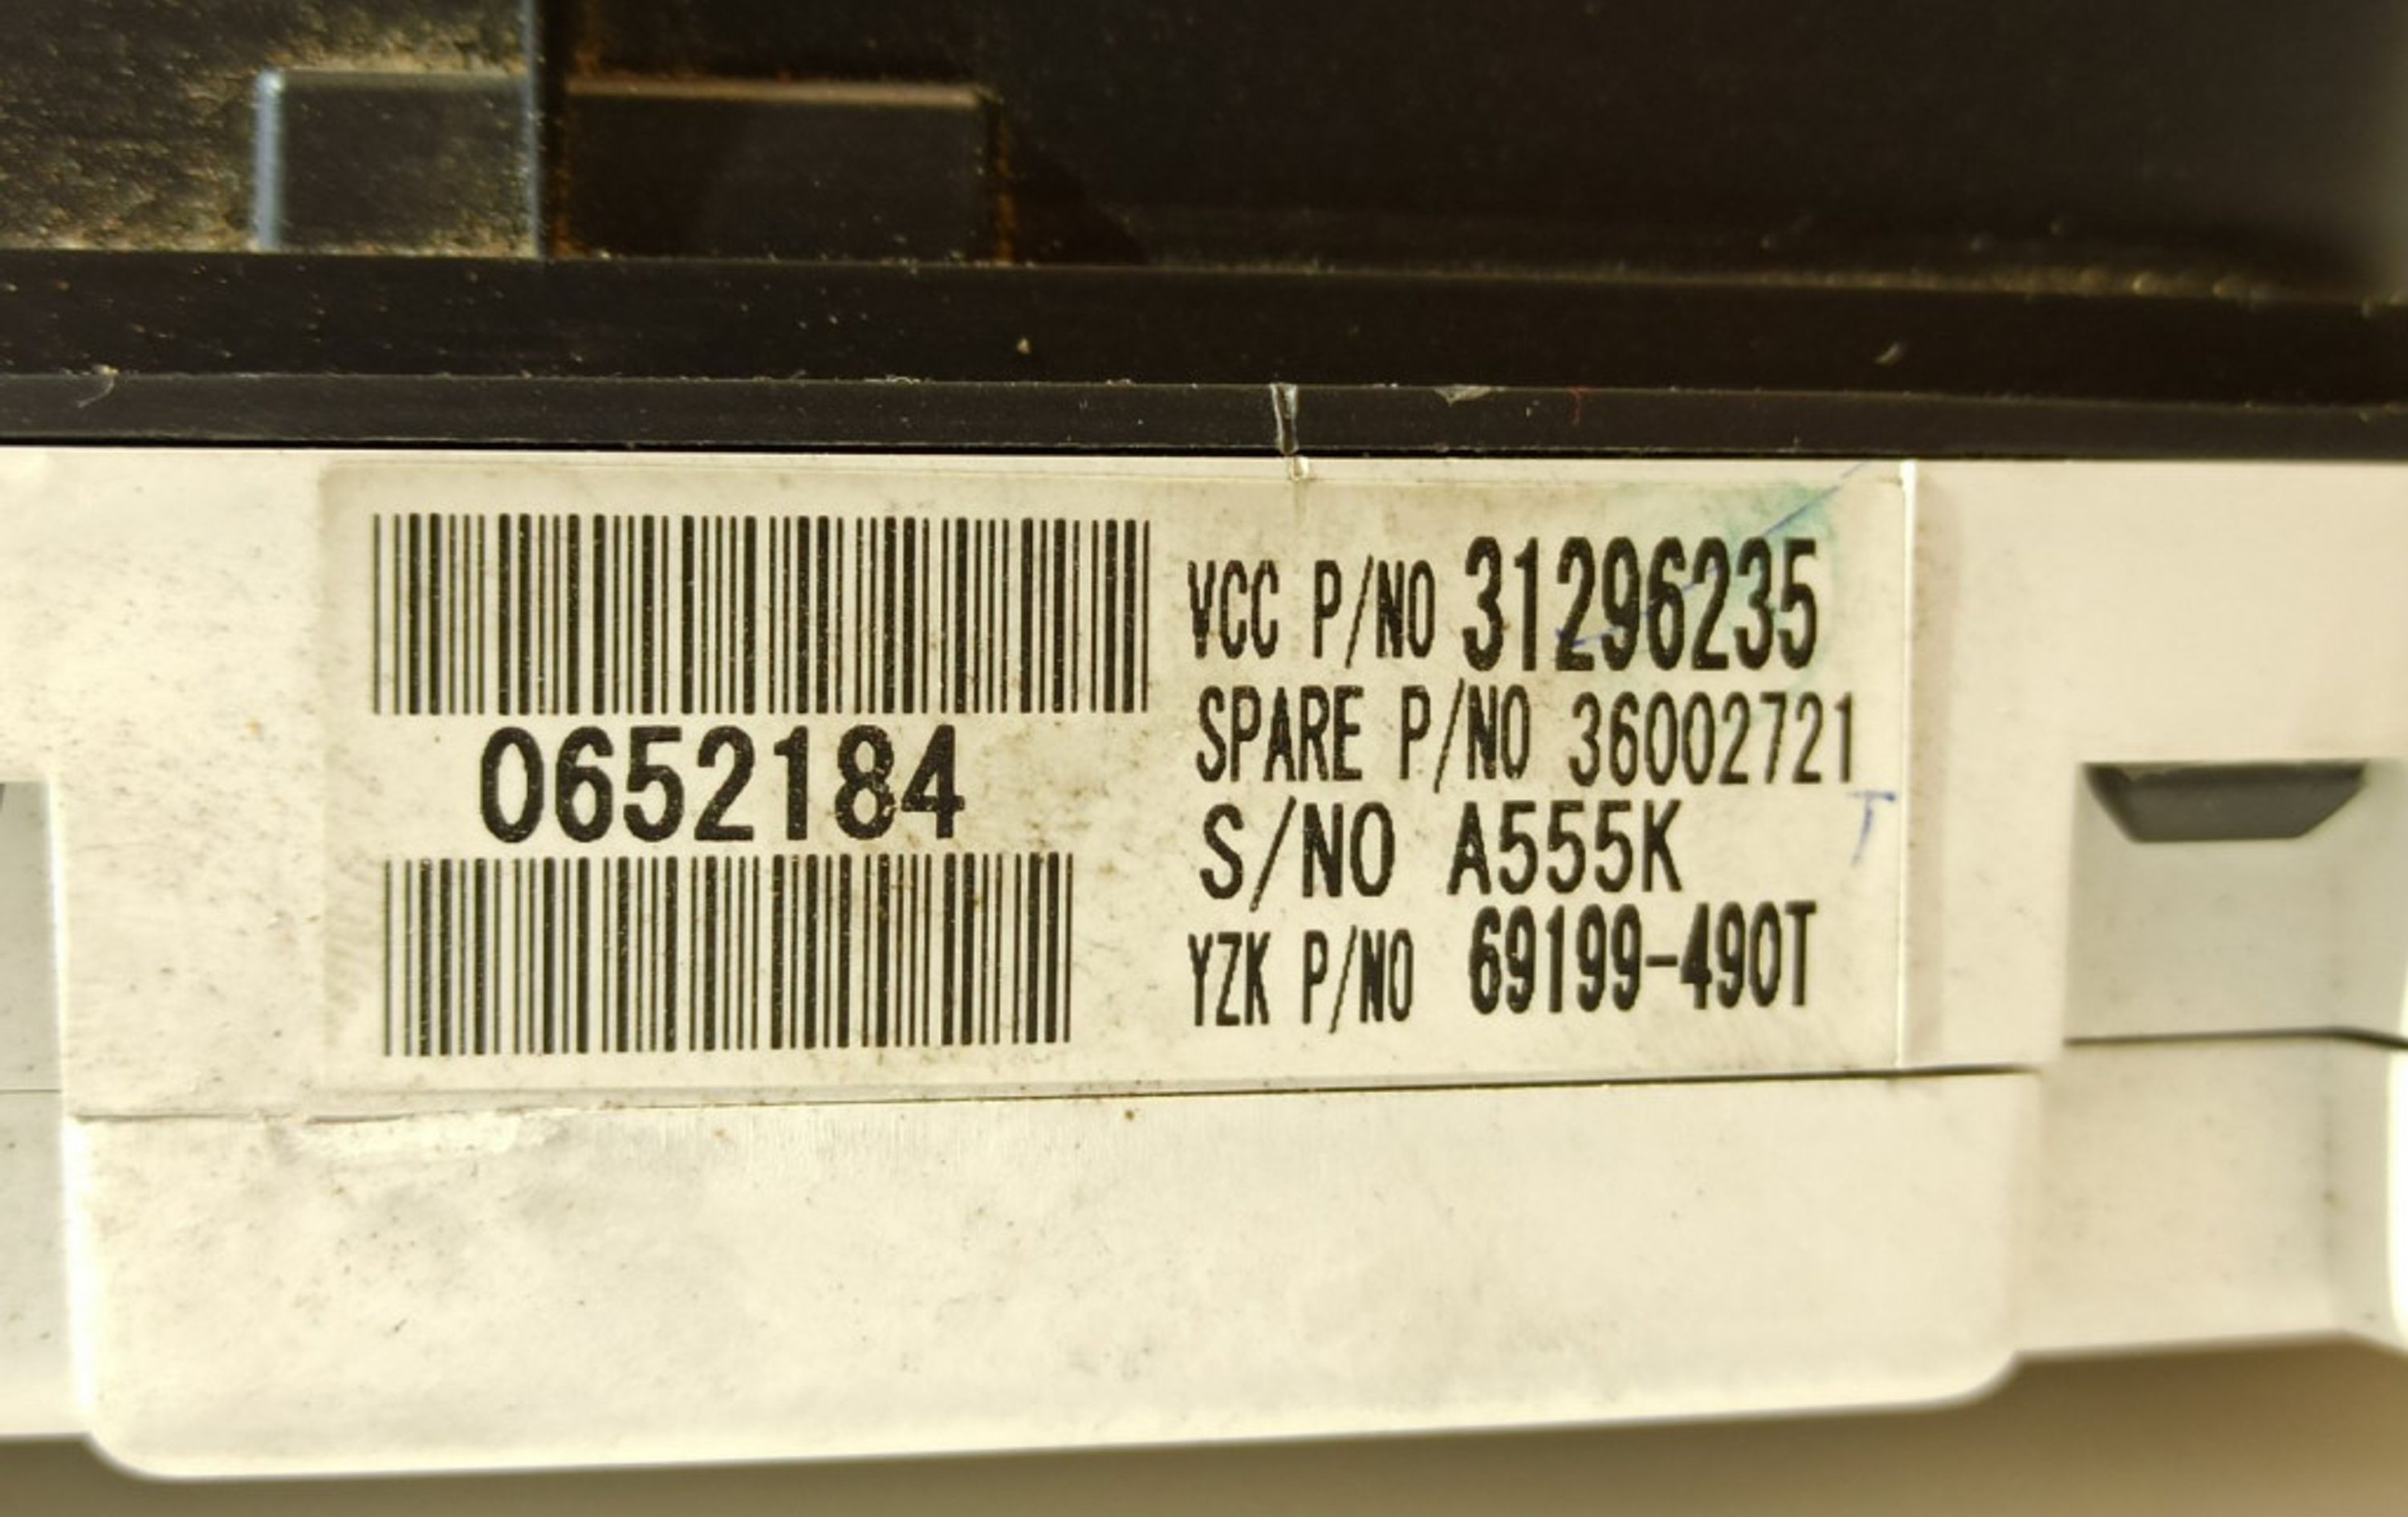 0652184
VCC P/NO 31296235
SPARE P/NO 36002721
S/NO A555K
T
YZK P/NO 69199-490T